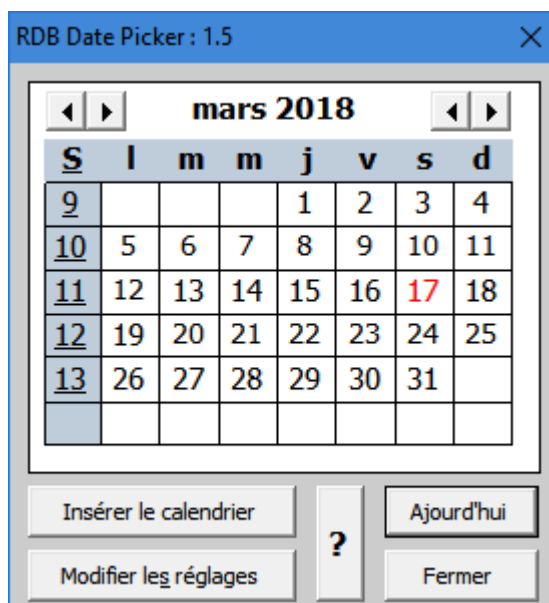 RDB Date Picker : 1.5
mars 2018
S l m m j v s d
9 1 2 3 4
10 5 6 7 8 9 10 11
11 12 13 14 15 16 17 18
12 19 20 21 22 23 24 25
13 26 27 28 29 30 31
Insérer le calendrier ? Ajourd'hui
Modifier les réglages Fermer